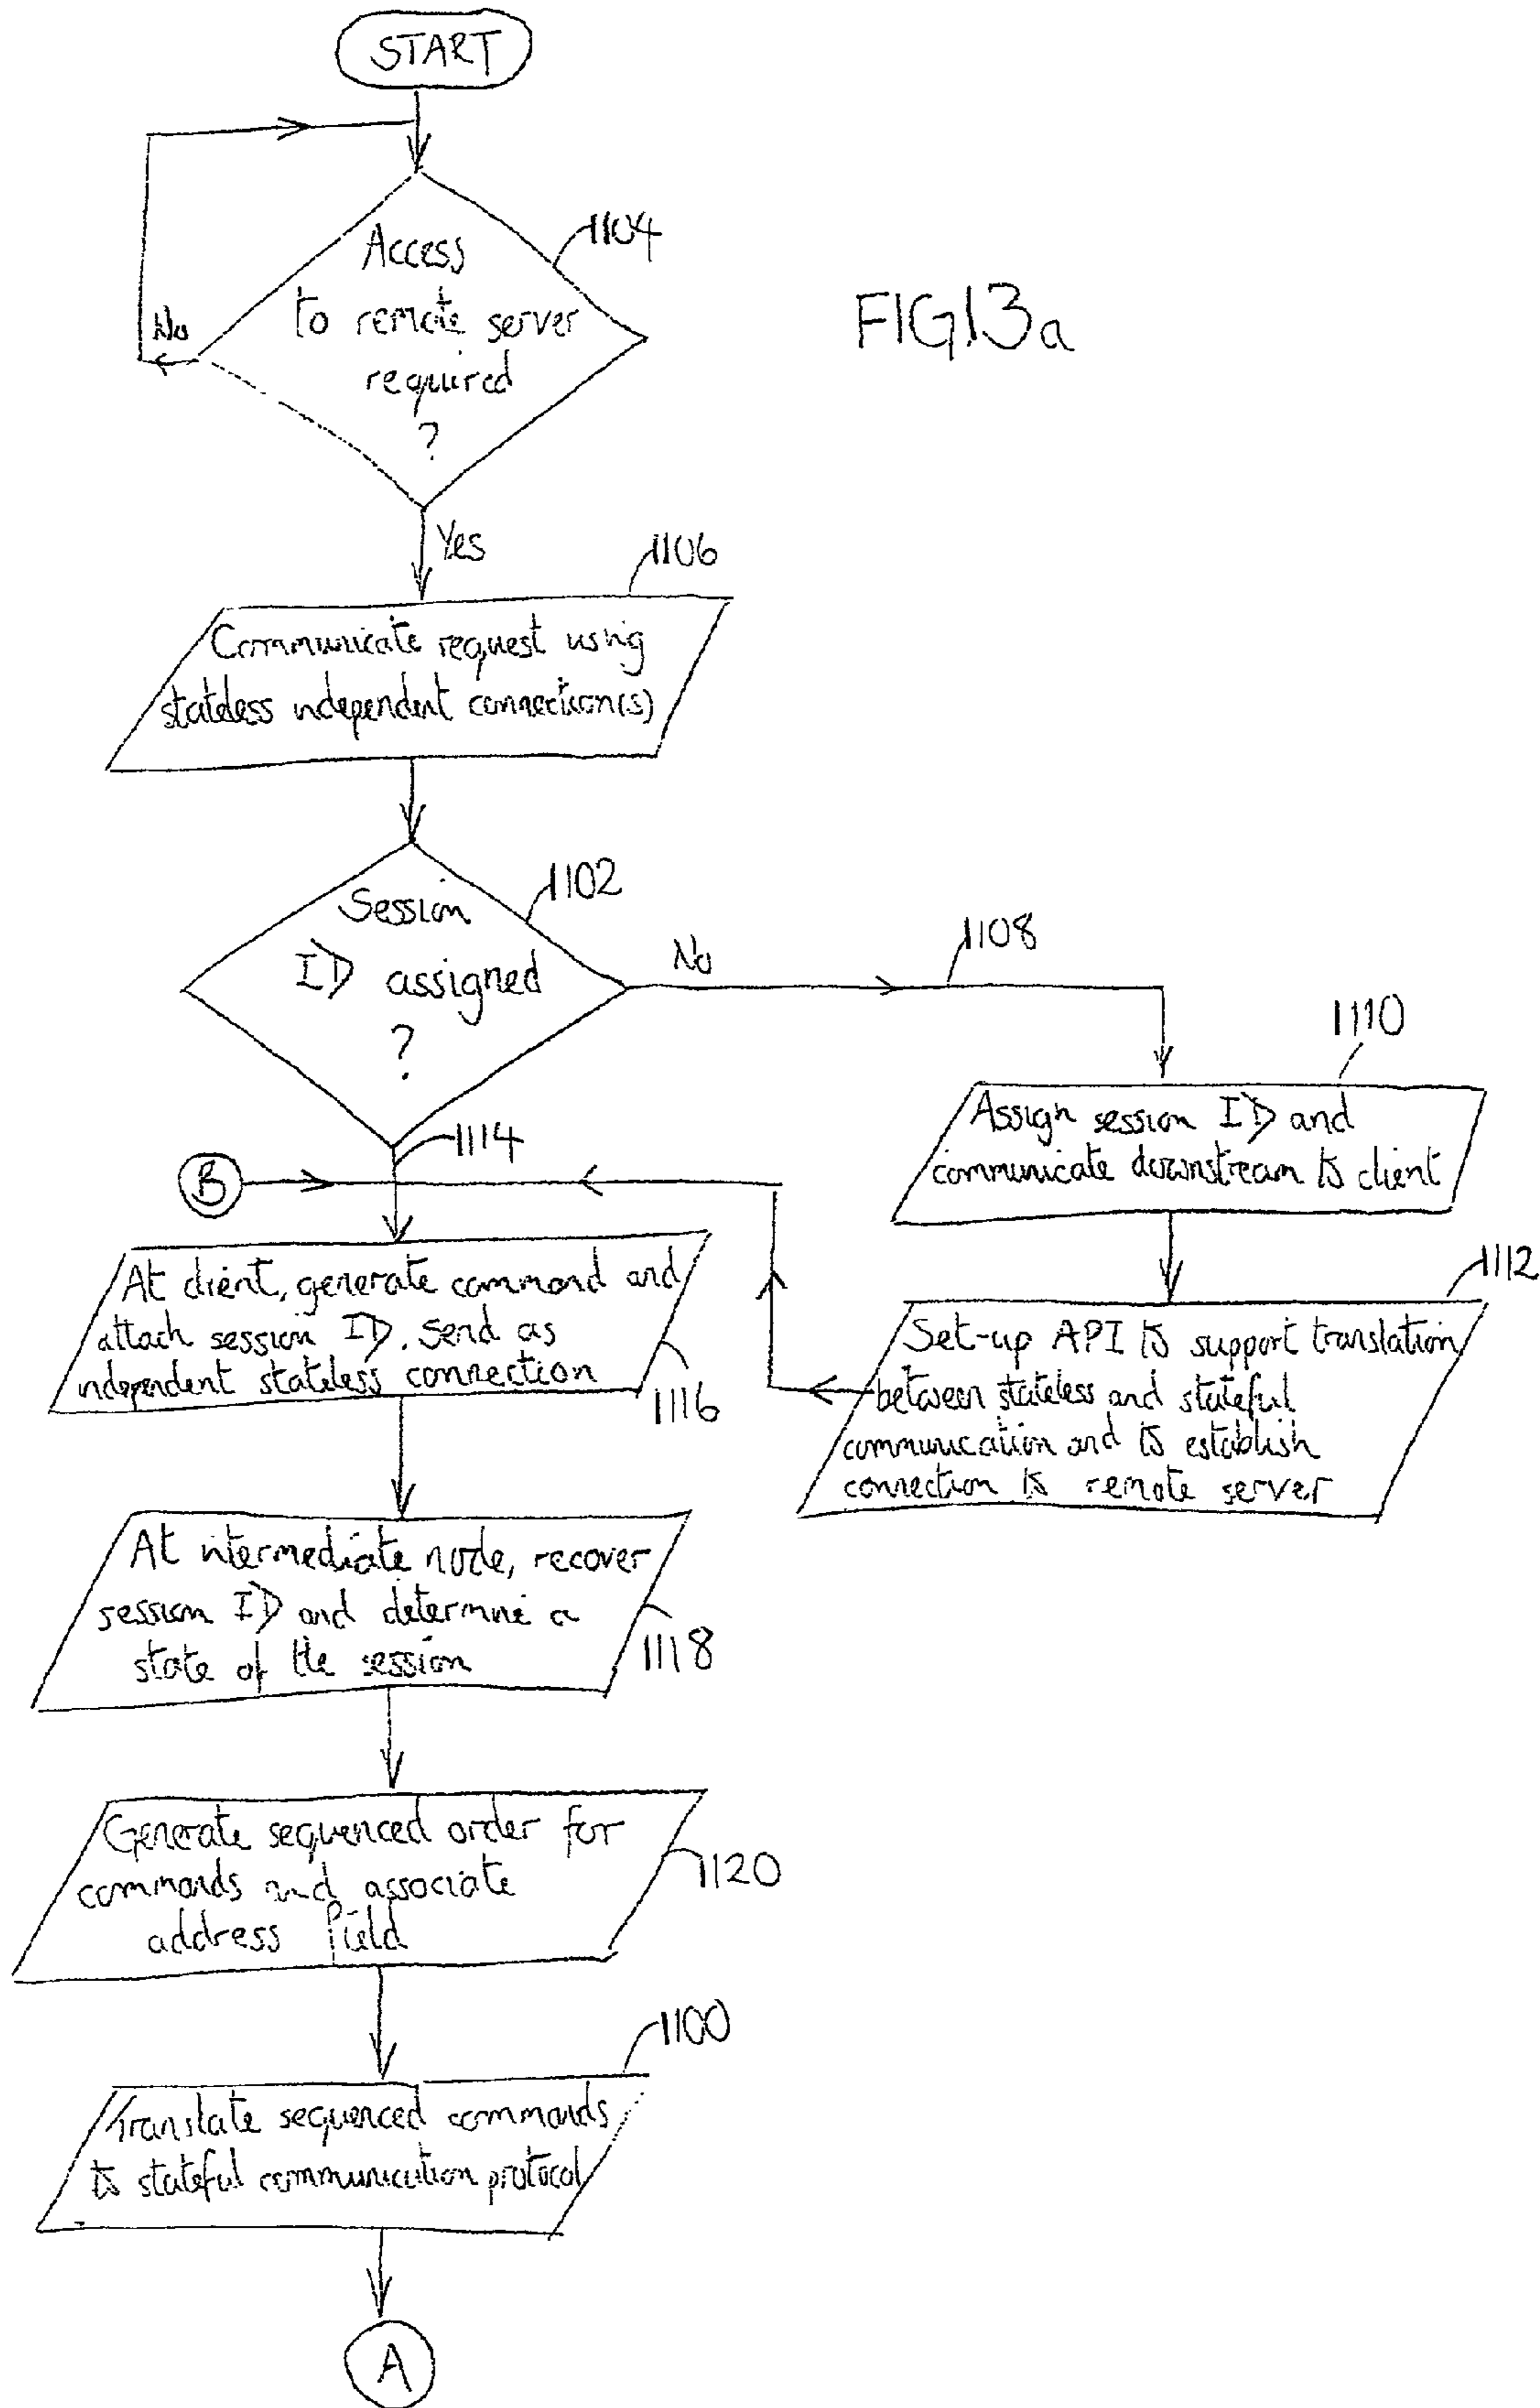 START
1104
Access
to remote server
required
?
No
FIG.13a
Yes
1106
Communicate request using
stateless independent connection(s)
1102
Session
ID assigned
?
No
1108
1110
Assign session ID and
communicate downstream to client
1114
B
1112
Set-up API to support translation
between stateless and stateful
communication and to establish
connection to remote server
At client, generate command and
attach session ID. Send as
independent stateless connection
1116
At intermediate node, recover
session ID and determine a
state of the session
1118
Generate sequenced order for
commands and associate
address field
1120
1100
Translate sequenced commands
to stateful communication protocol
A